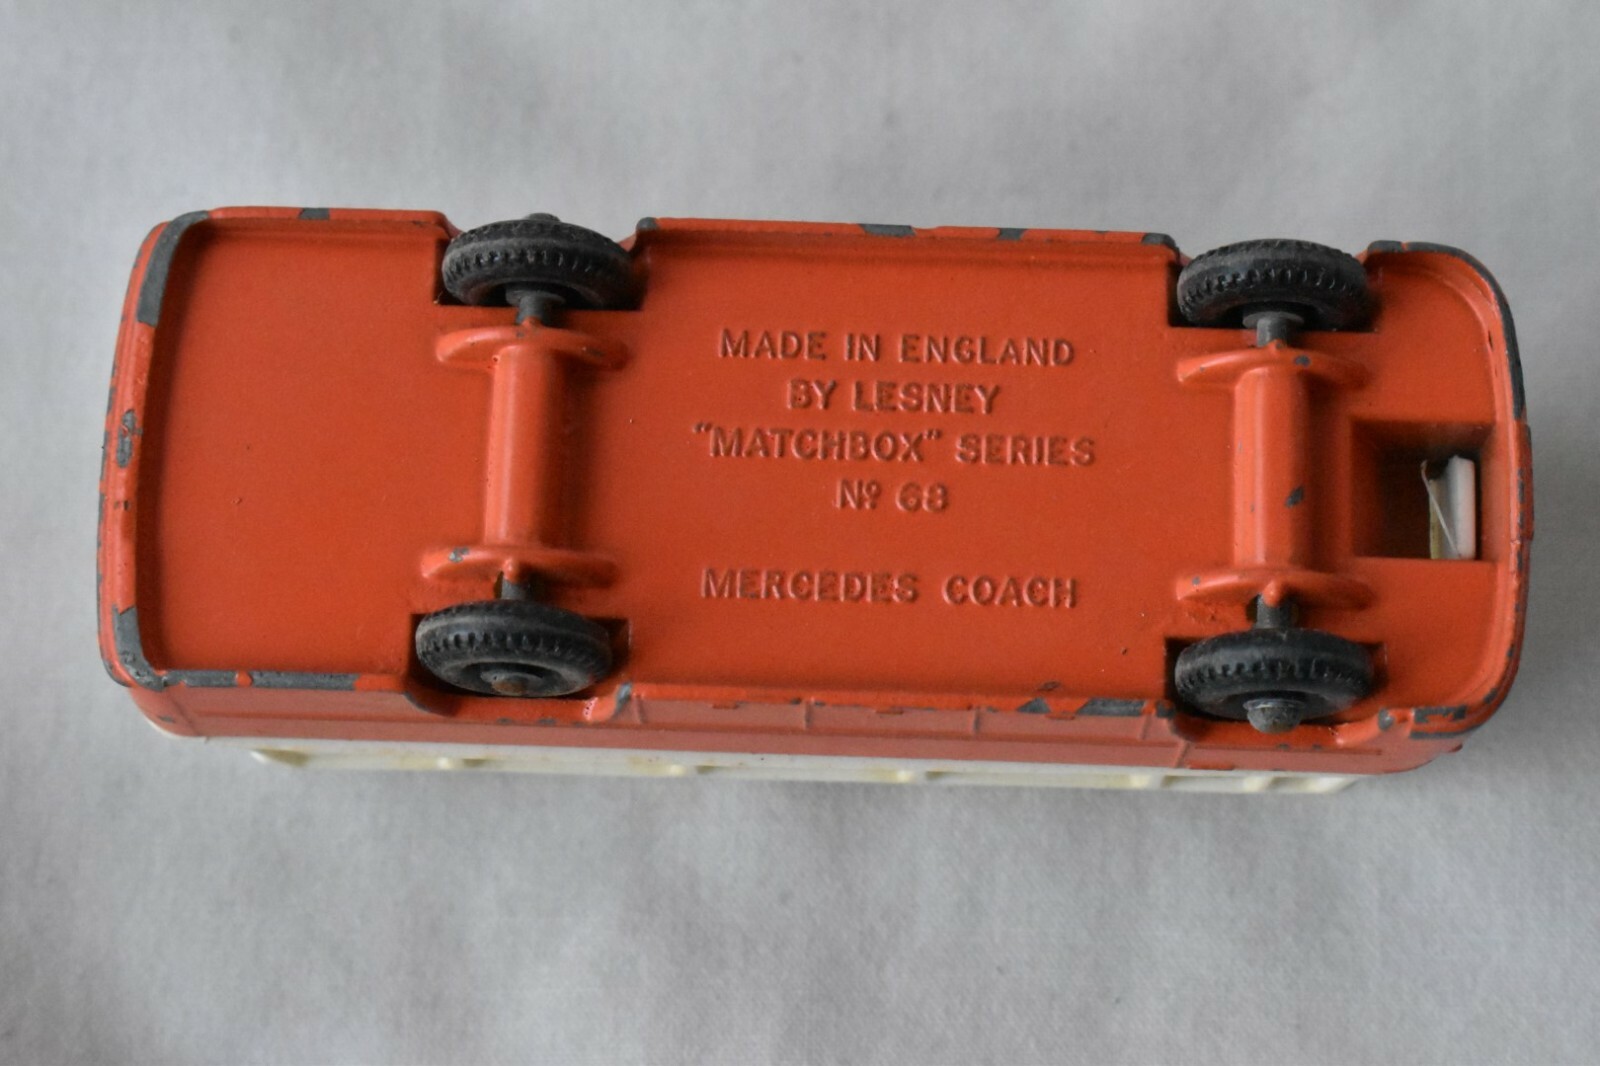 MADE IN ENGLAND
BY LESNEY
"MATCHBOX" SERIES
Nº 68
MERCEDES COACH